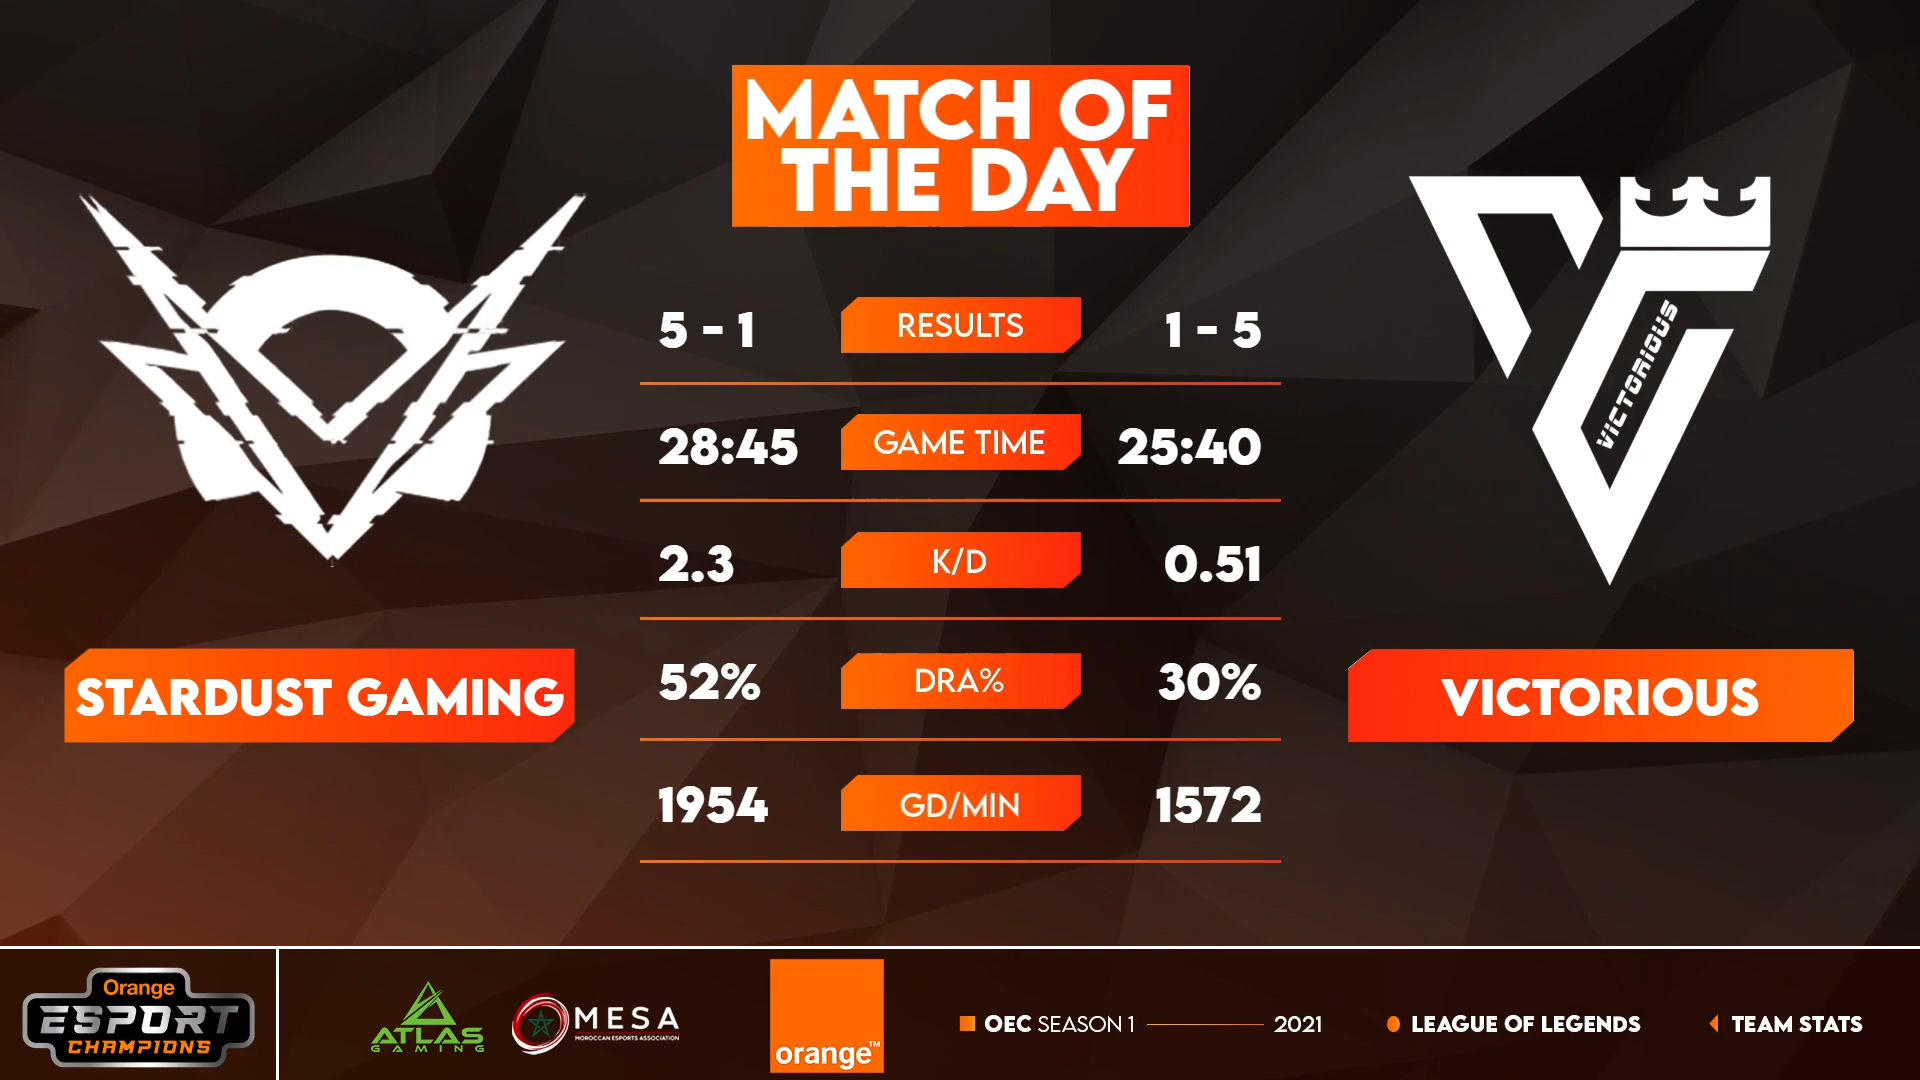 MATCH OF
THE DAY
5 - 1 RESULTS 1 - 5
28:45 GAME TIME 25:40
2.3 K/D 0.51
52% DRA% 30%
1954 GD/MIN 1572
STARDUST GAMING
VICTORIOUS
VICTORIOUS
Orange
ESPORT
CHAMPIONS
ATLAS
GAMING
MESA
MOROCCAN ESPORTS ASSOCIATION
orange™
OEC SEASON 1 2021
LEAGUE OF LEGENDS
TEAM STATS